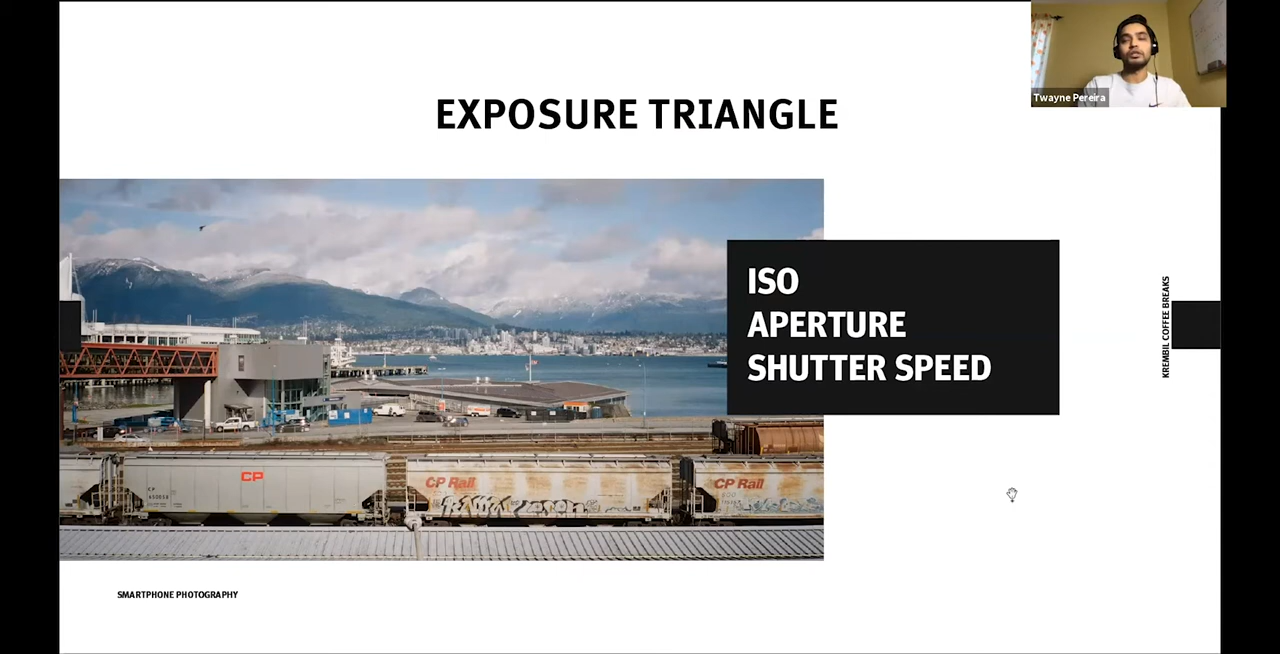 Twayne Pereira
EXPOSURE TRIANGLE
ISO
APERTURE
SHUTTER SPEED
KREMBIL COFFEE BREAKS
CP
CP Rail
CP Rail
SMARTPHONE PHOTOGRAPHY